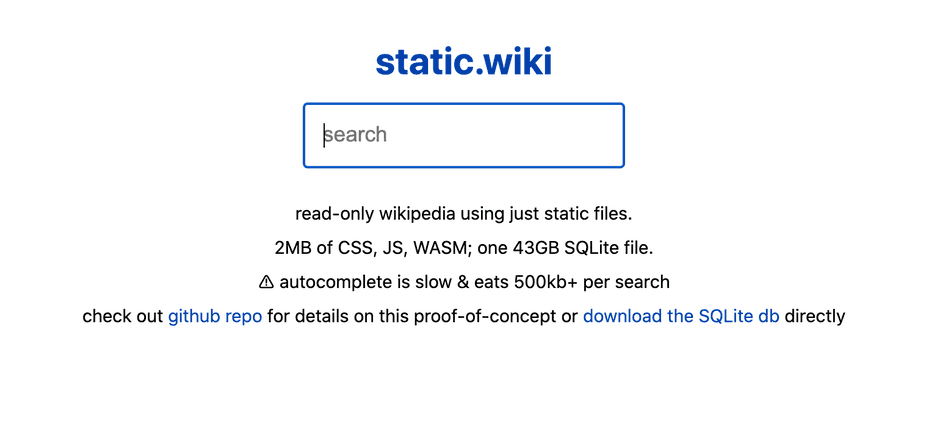 static.wiki
search
read-only wikipedia using just static files.
2MB of CSS, JS, WASM; one 43GB SQLite file.
⚠ autocomplete is slow & eats 500kb+ per search
check out github repo for details on this proof-of-concept or download the SQLite db directly